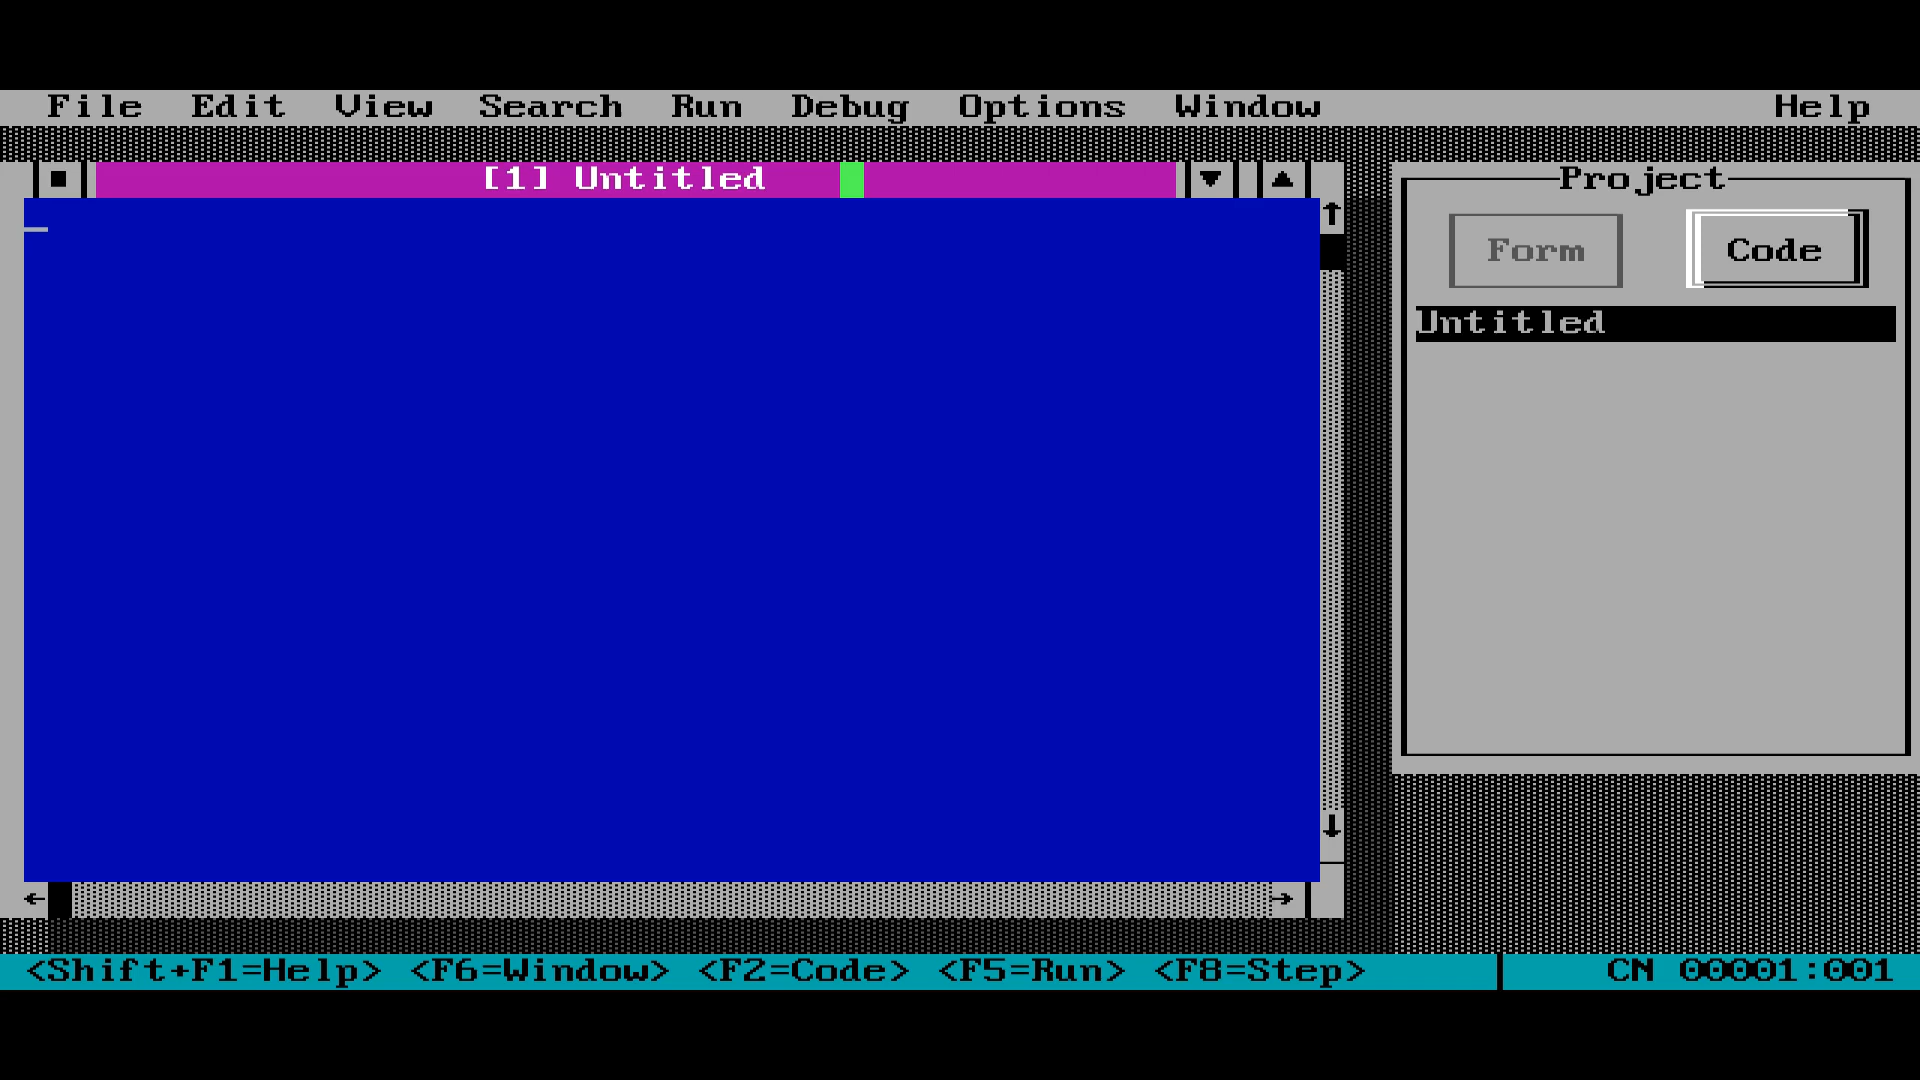 File Edit View Search Run Debug Options Window Help
[1] Untitled
Project
Form Code
Untitled
<Shift+F1=Help> <F6=Window> <F2=Code> <F5=Run> <F8=Step> CN 00001:001